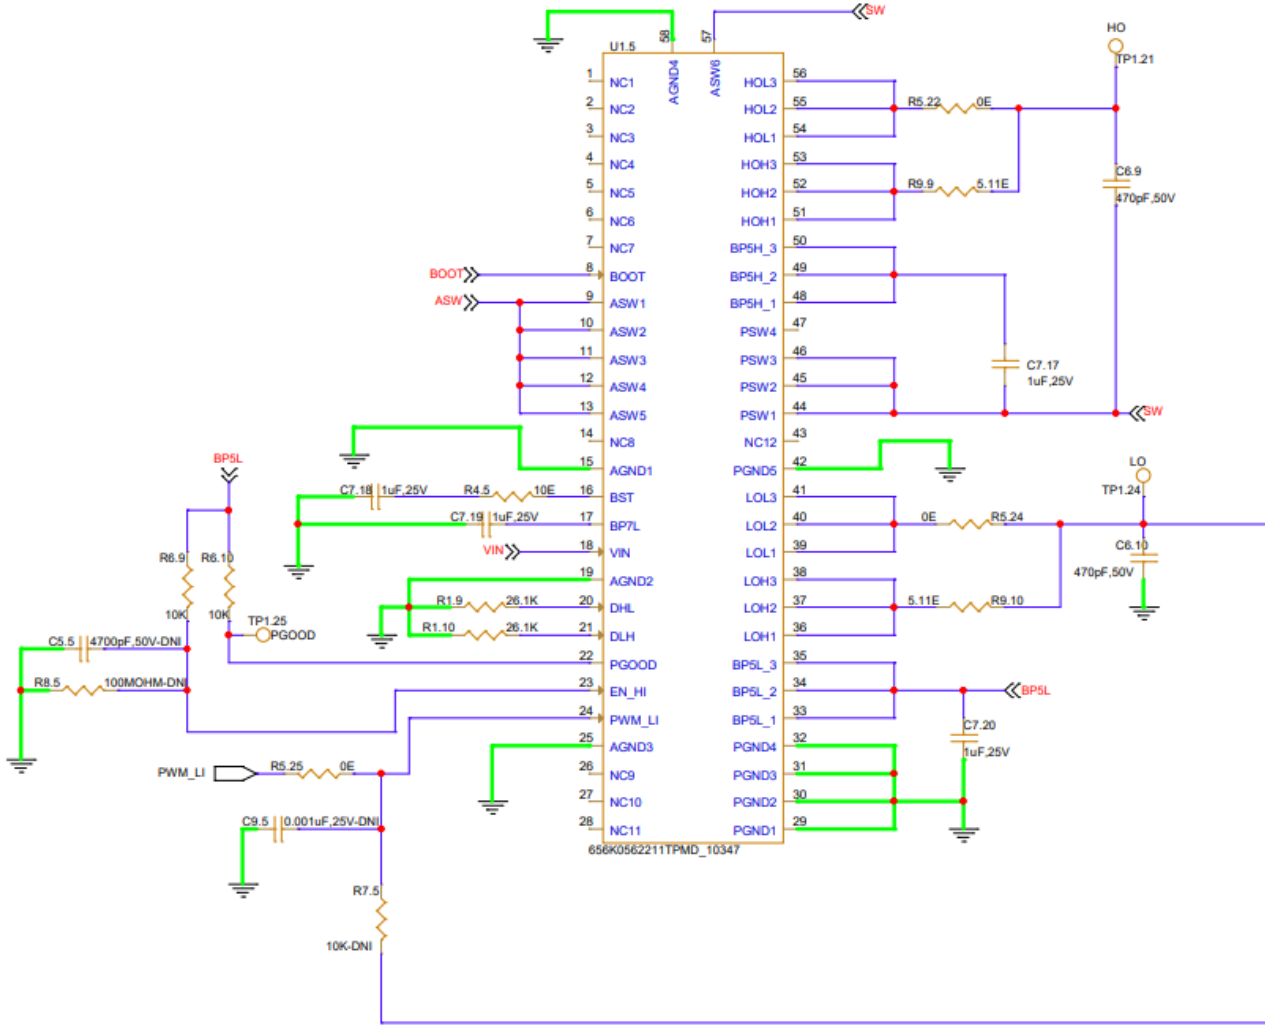 SW
HO
TP1.21
U1.5
58
57
AGND4
ASW6
1 NC1
2 NC2
3 NC3
4 NC4
5 NC5
6 NC6
7 NC7
BOOT 8 BOOT
ASW 9 ASW1
10 ASW2
11 ASW3
12 ASW4
13 ASW5
14 NC8
15 AGND1
C7.18 1uF,25V R4.5 10E 16 BST
C7.19 1uF,25V 17 BP7L
VIN 18 VIN
19 AGND2
R1.9 26.1K 20 DHL
R1.10 26.1K 21 DLH
22 PGOOD
23 EN_HI
24 PWM_LI
25 AGND3
26 NC9
27 NC10
28 NC11
HOL3 56
HOL2 55 R5.22 0E
HOL1 54
HOH3 53
HOH2 52 R9.9 5.11E
HOH1 51
C6.9
470pF,50V
BP5H_3 50
BP5H_2 49
BP5H_1 48
PSW4 47
PSW3 46
PSW2 45
PSW1 44
C7.17
1uF,25V
SW
NC12 43
PGND5 42
LO
TP1.24
LOL3 41
LOL2 40 0E R5.24
LOL1 39
C6.10
470pF,50V
LOH3 38
LOH2 37 5.11E R9.10
LOH1 36
BP5L_3 35
BP5L_2 34 BP5L
BP5L_1 33
C7.20
1uF,25V
PGND4 32
PGND3 31
PGND2 30
PGND1 29
656K0562211TPMD_10347
BP5L
R6.9 R6.10
10K 10K
TP1.25
PGOOD
C5.5 4700pF,50V-DNI
R8.5 100MOHM-DNI
PWM_LI R5.25 0E
C9.5 0.001uF,25V-DNI
R7.5
10K-DNI